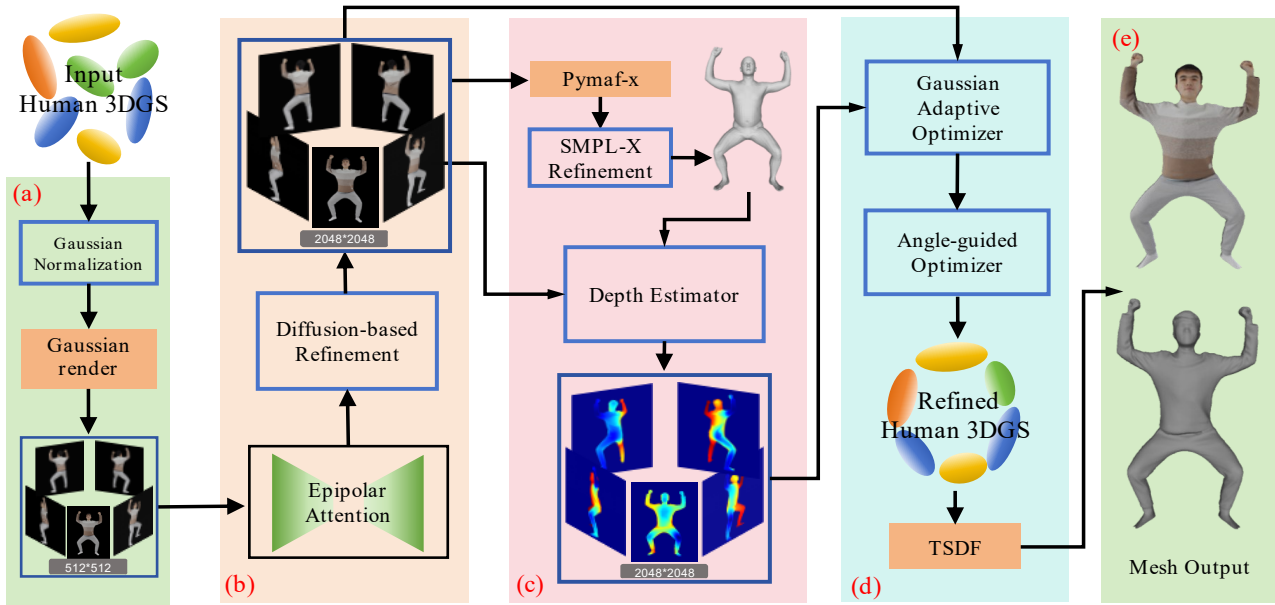 Input
Human 3DGS
(a)
Gaussian
Normalization
Gaussian
render
512*512
(b)
Epipolar
Attention
Diffusion-based
Refinement
2048*2048
(c)
Pymaf-x
SMPL-X
Refinement
Depth Estimator
2048*2048
(d)
Gaussian
Adaptive
Optimizer
Angle-guided
Optimizer
Refined
Human 3DGS
TSDF
(e)
Mesh Output